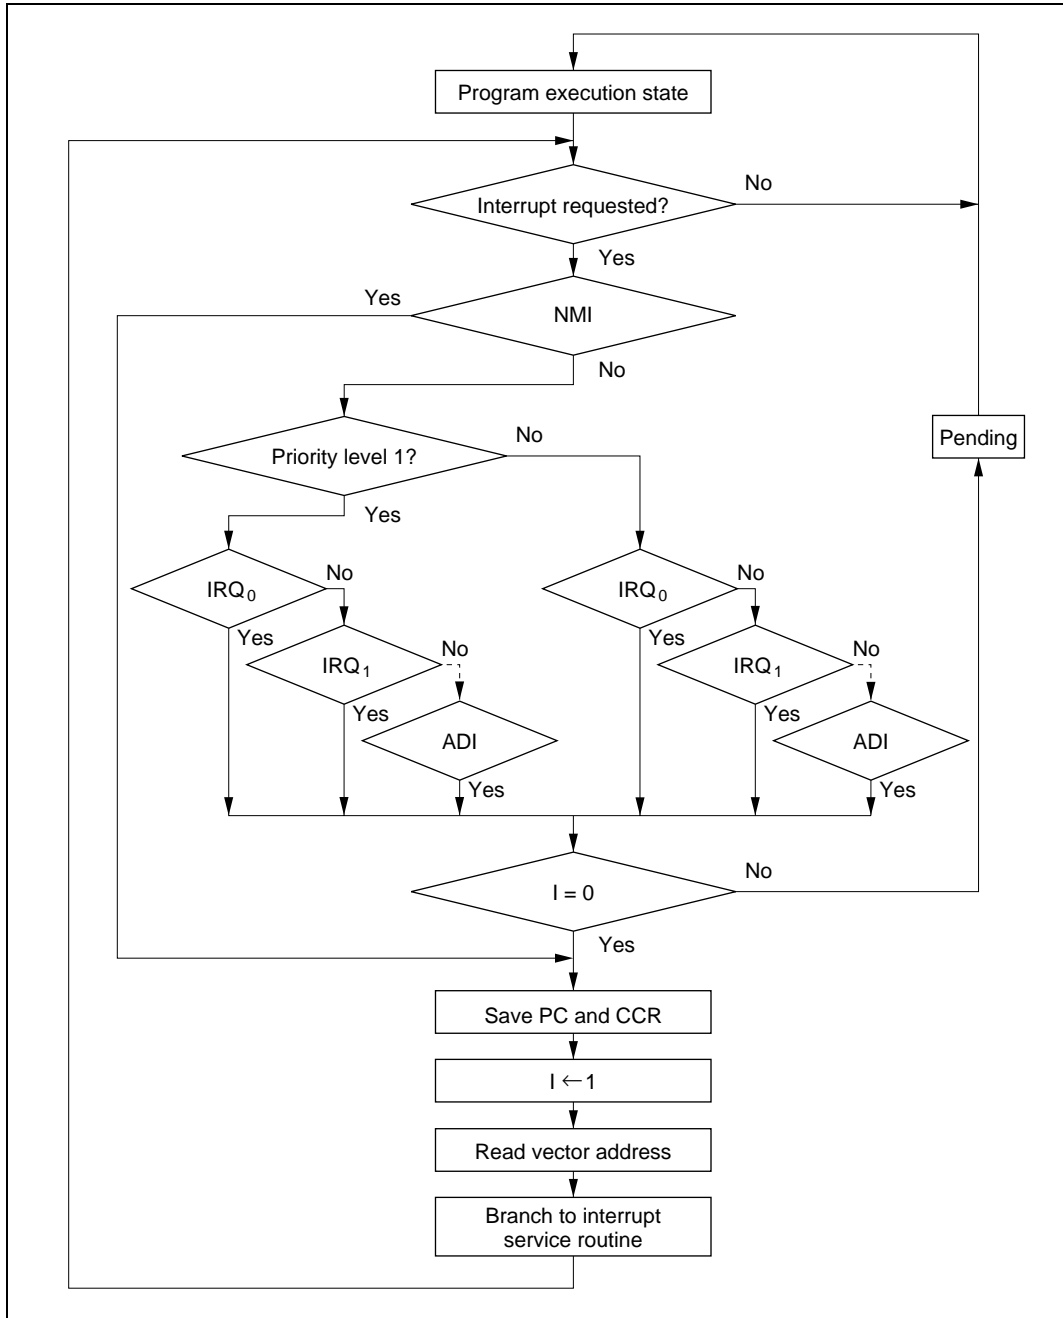 Program execution state
Interrupt requested?
No
Yes
NMI
Yes
No
Priority level 1?
No
Yes
Pending
IRQ0
No
Yes
IRQ1
No
Yes
ADI
Yes
IRQ0
No
Yes
IRQ1
No
Yes
ADI
Yes
I = 0
No
Yes
Save PC and CCR
I ← 1
Read vector address
Branch to interrupt
service routine